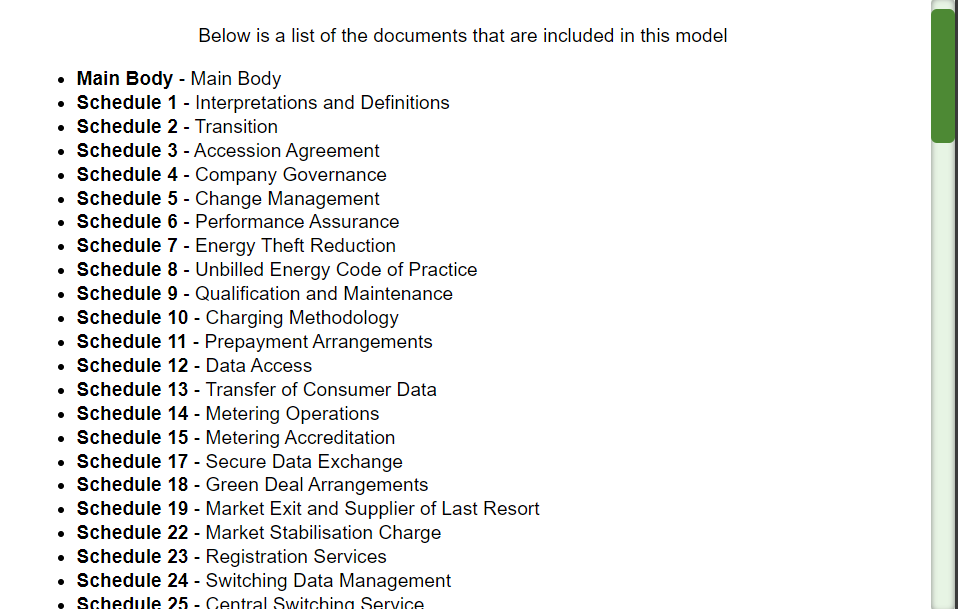 Below is a list of the documents that are included in this model
Main Body - Main Body
Schedule 1 - Interpretations and Definitions
Schedule 2 - Transition
Schedule 3 - Accession Agreement
Schedule 4 - Company Governance
Schedule 5 - Change Management
Schedule 6 - Performance Assurance
Schedule 7 - Energy Theft Reduction
Schedule 8 - Unbilled Energy Code of Practice
Schedule 9 - Qualification and Maintenance
Schedule 10 - Charging Methodology
Schedule 11 - Prepayment Arrangements
Schedule 12 - Data Access
Schedule 13 - Transfer of Consumer Data
Schedule 14 - Metering Operations
Schedule 15 - Metering Accreditation
Schedule 17 - Secure Data Exchange
Schedule 18 - Green Deal Arrangements
Schedule 19 - Market Exit and Supplier of Last Resort
Schedule 22 - Market Stabilisation Charge
Schedule 23 - Registration Services
Schedule 24 - Switching Data Management
Schedule 25 - Central Switching Service